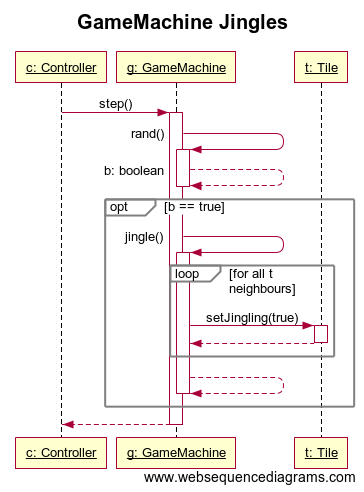 GameMachine Jingles
c: Controller
g: GameMachine
t: Tile
step()
rand()
b: boolean
opt
[b == true]
jingle()
loop
[for all t
neighbours]
setJingling(true)
c: Controller
g: GameMachine
t: Tile
www.websequencediagrams.com